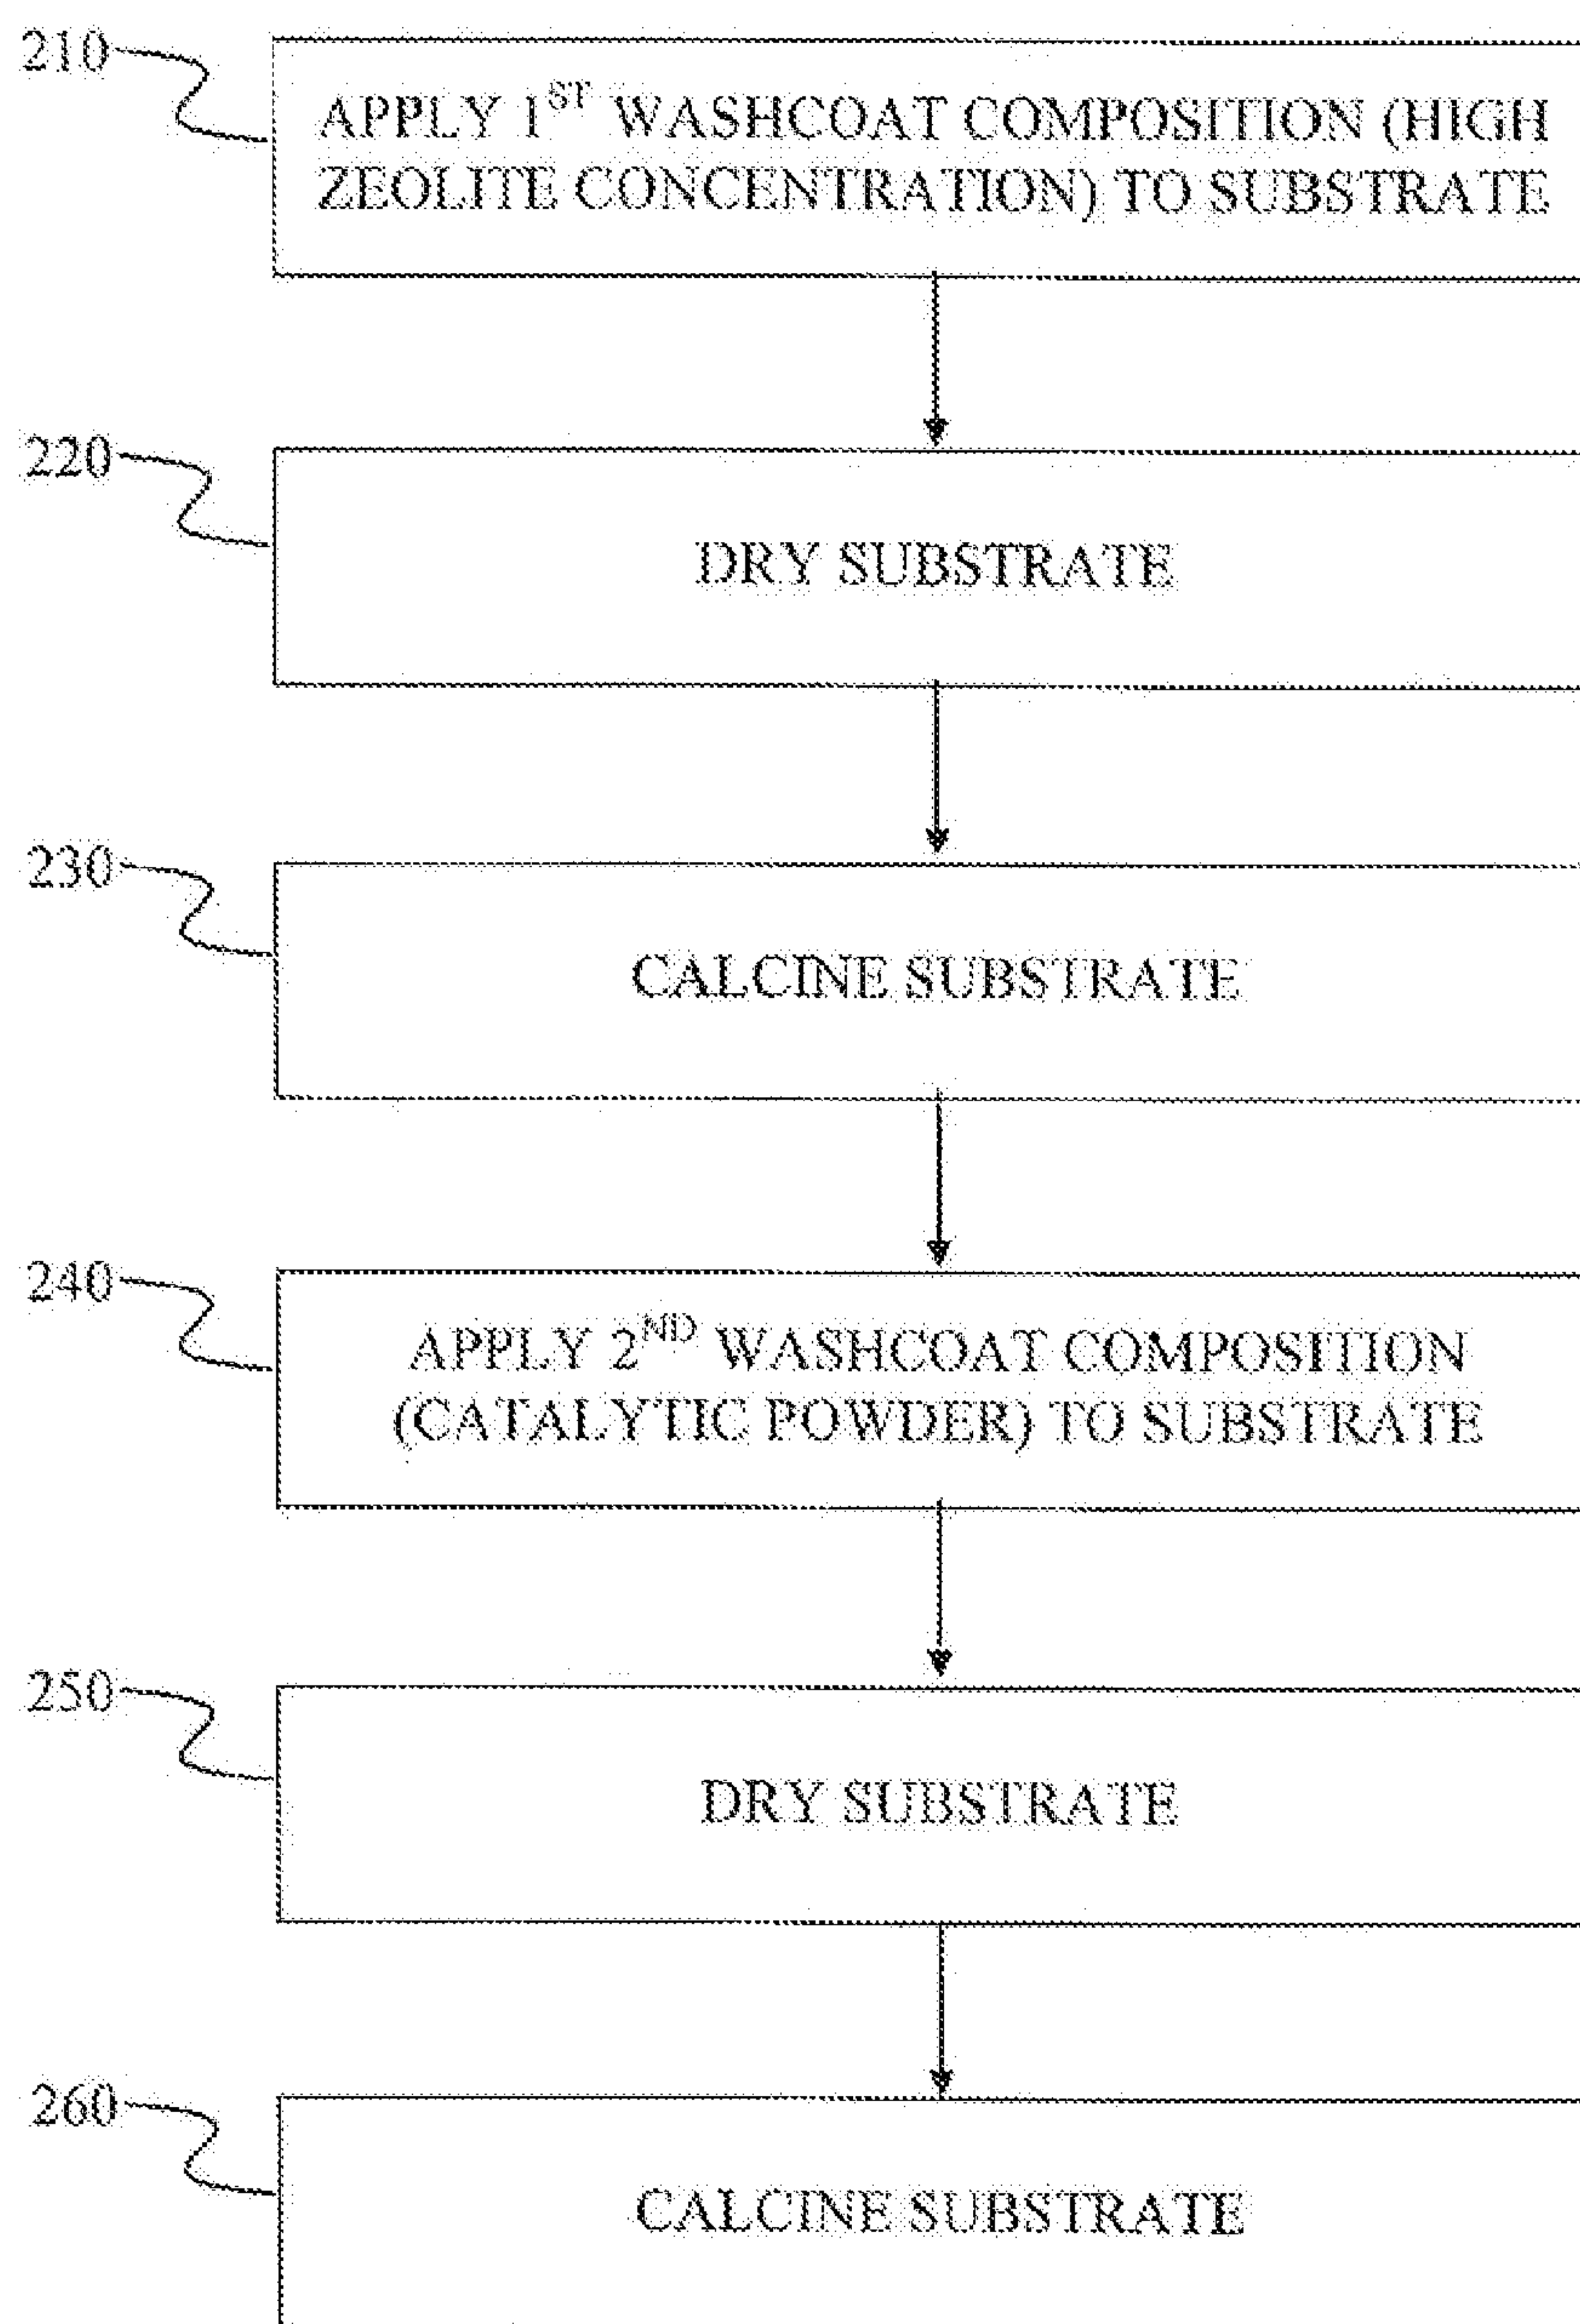 210
APPLY 1ST WASHCOAT COMPOSITION (HIGH
ZEOLITE CONCENTRATION) TO SUBSTRATE
220
DRY SUBSTRATE
230
CALCINE SUBSTRATE
240
APPLY 2ND WASHCOAT COMPOSITION
(CATALYTIC POWDER) TO SUBSTRATE
250
DRY SUBSTRATE
260
CALCINE SUBSTRATE